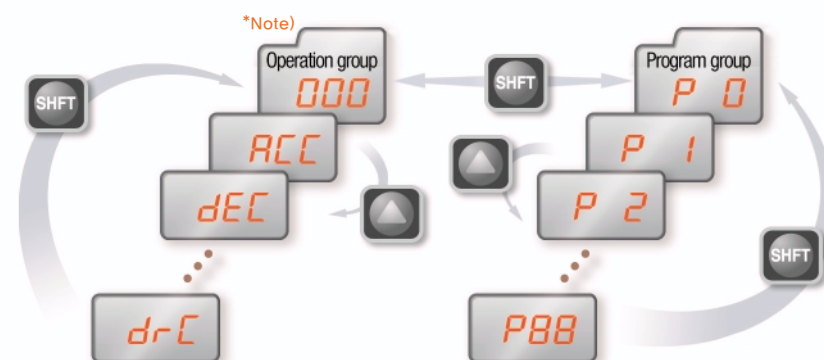 *Note)
Operation group
000
SHFT
Program group
P 0
SHFT
ACC
P 1
dEC
P 2
SHFT
drC
P88